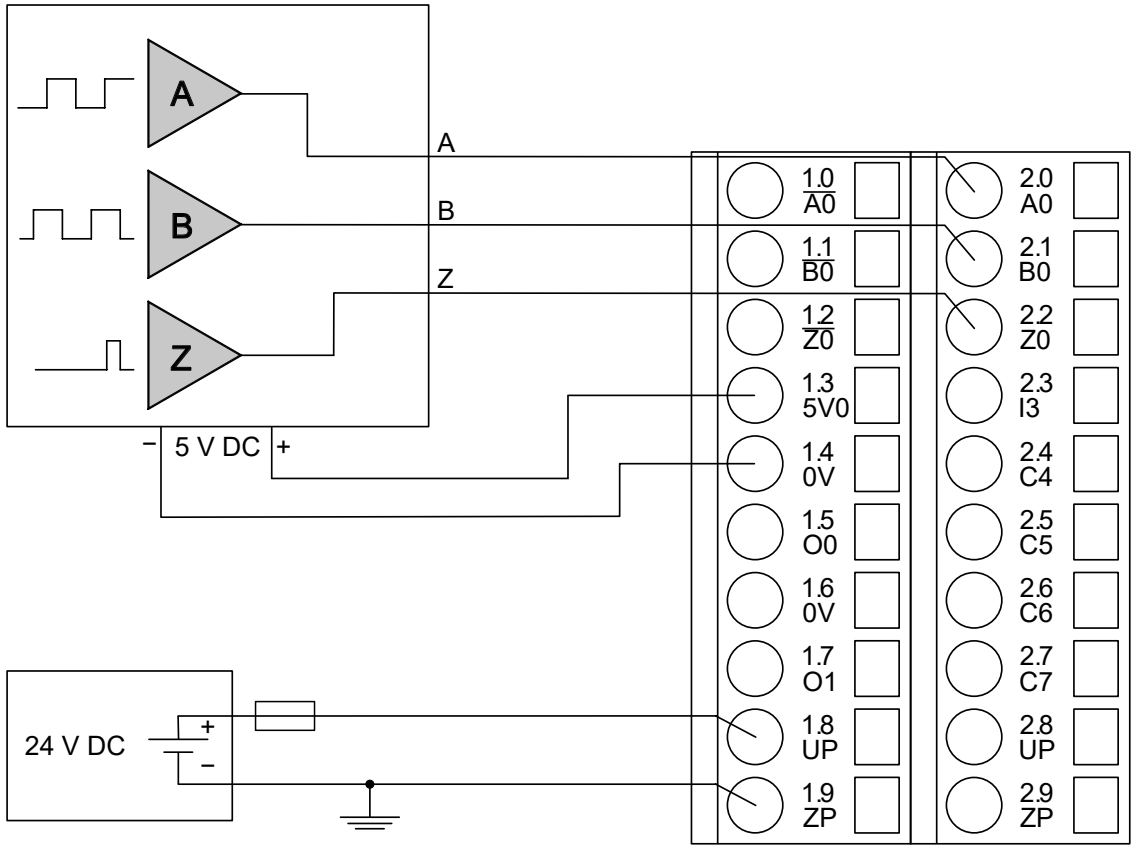 A
A
B
B
Z
Z
− 5 V DC +
24 V DC
+
−
1.0
A0
1.1
B0
1.2
Z0
1.3
5V0
1.4
0V
1.5
O0
1.6
0V
1.7
O1
1.8
UP
1.9
ZP
2.0
A0
2.1
B0
2.2
Z0
2.3
I3
2.4
C4
2.5
C5
2.6
C6
2.7
C7
2.8
UP
2.9
ZP